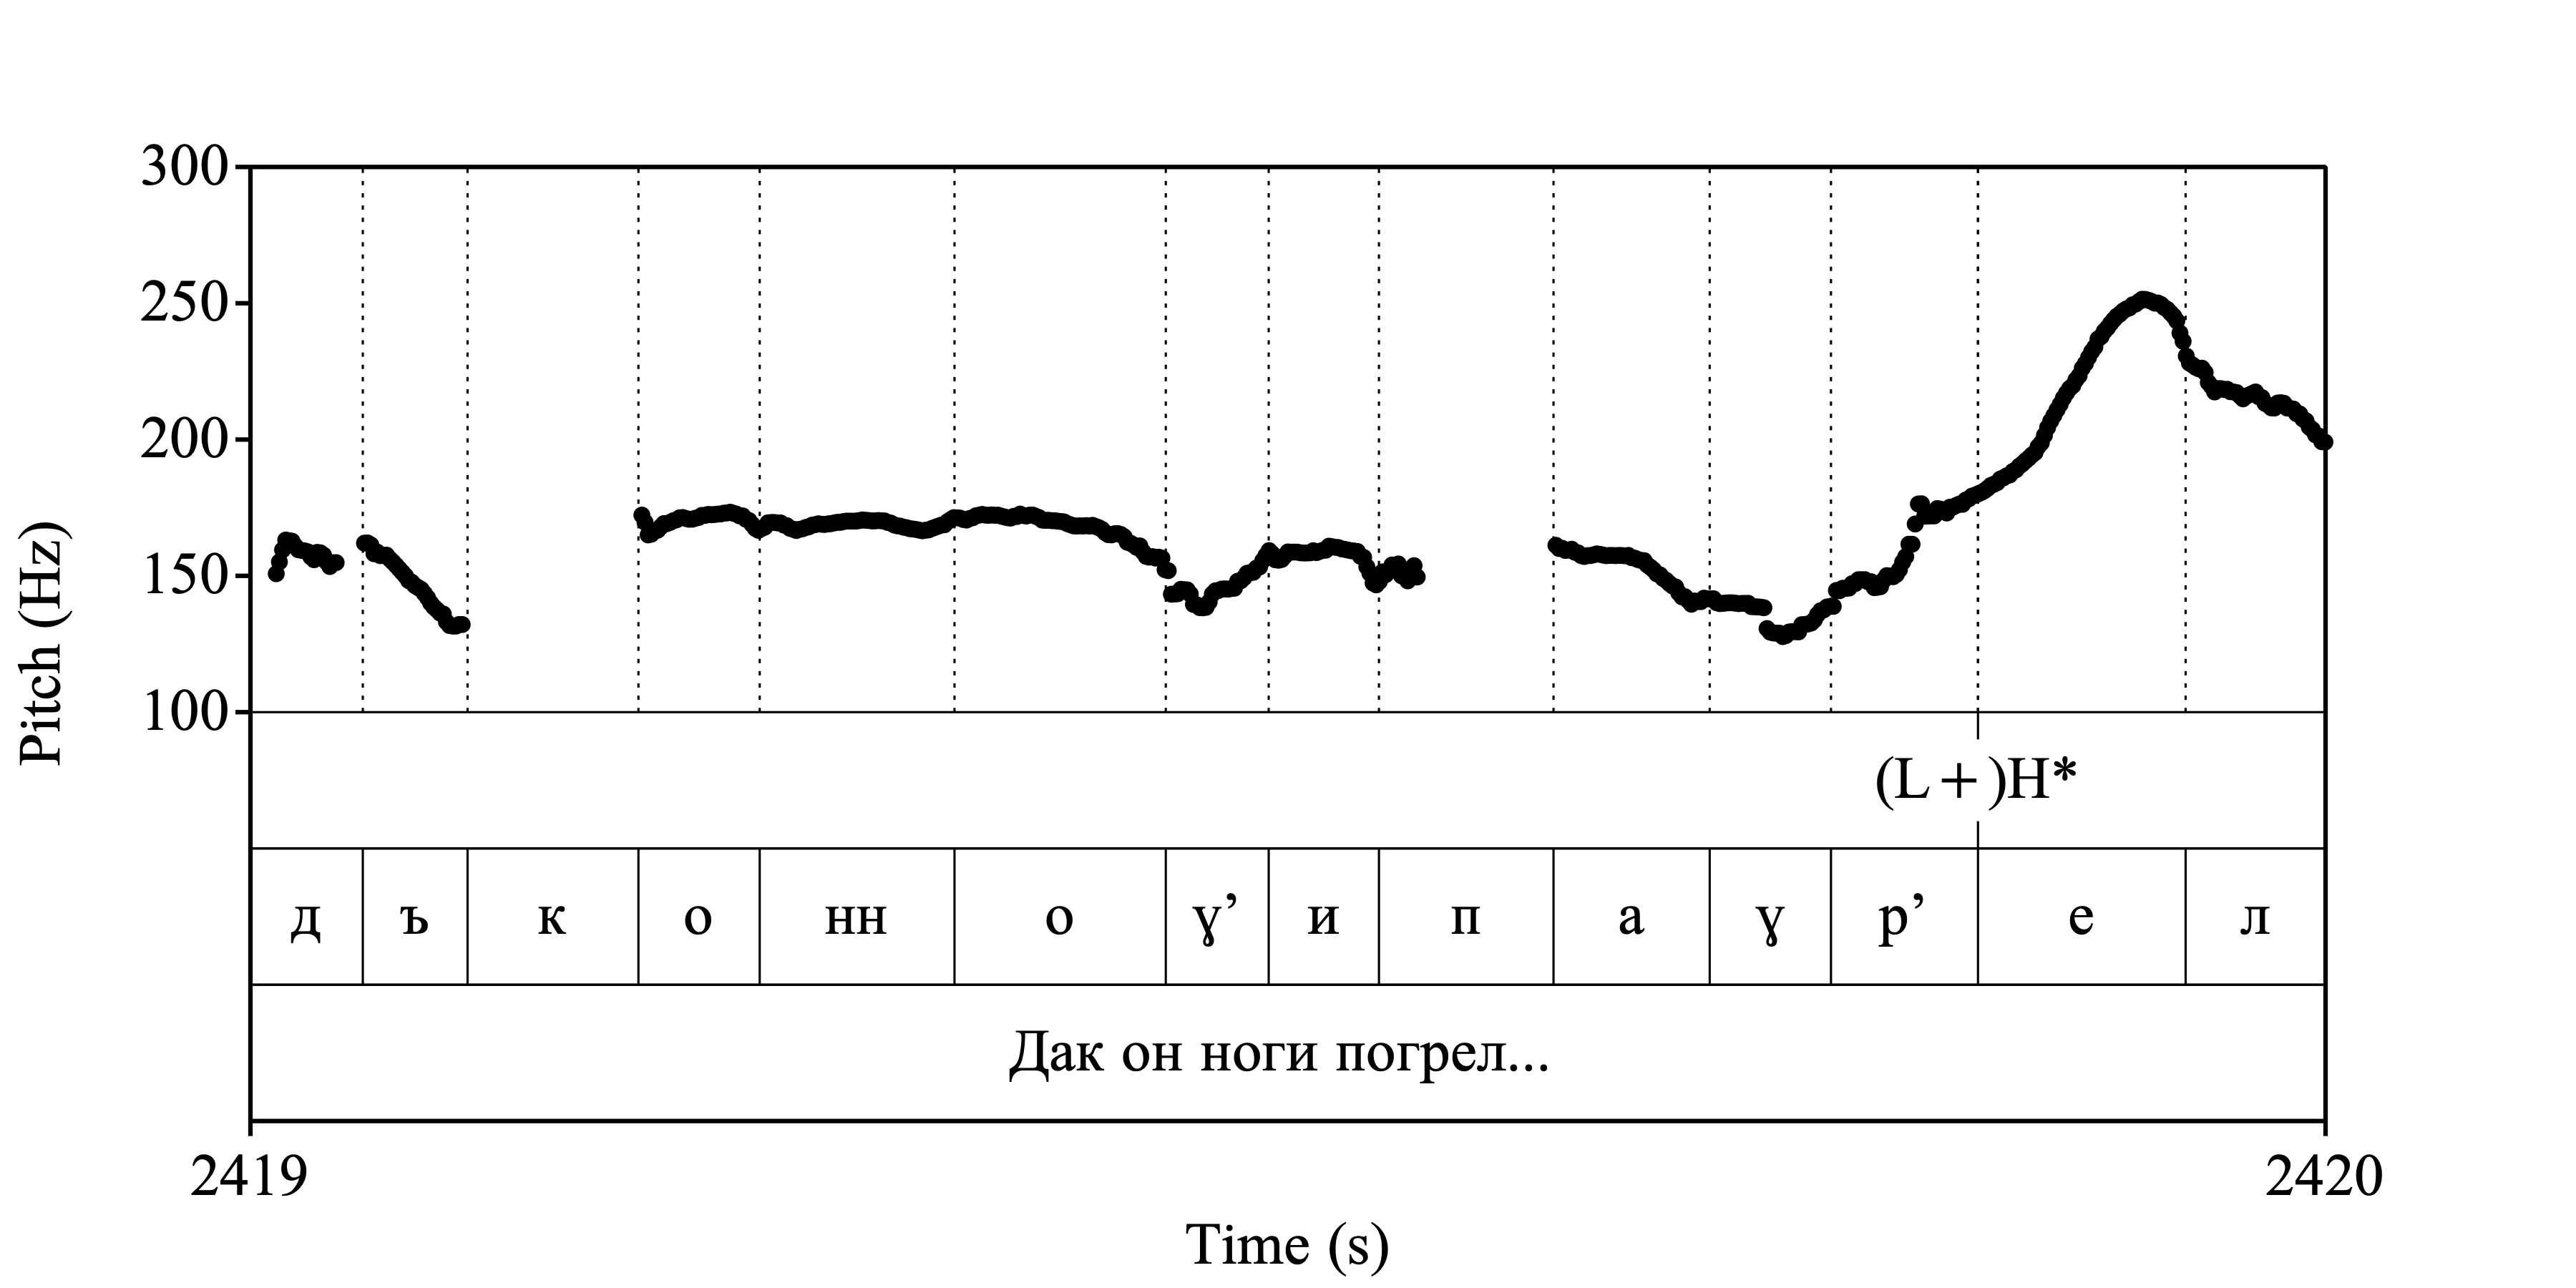 300
250
200
150
100
Pitch (Hz)
(L+)H*
д ъ к о нн о ɣ’ и п а ɣ р’ е л
Дак он ноги погрел...
2419 2420
Time (s)